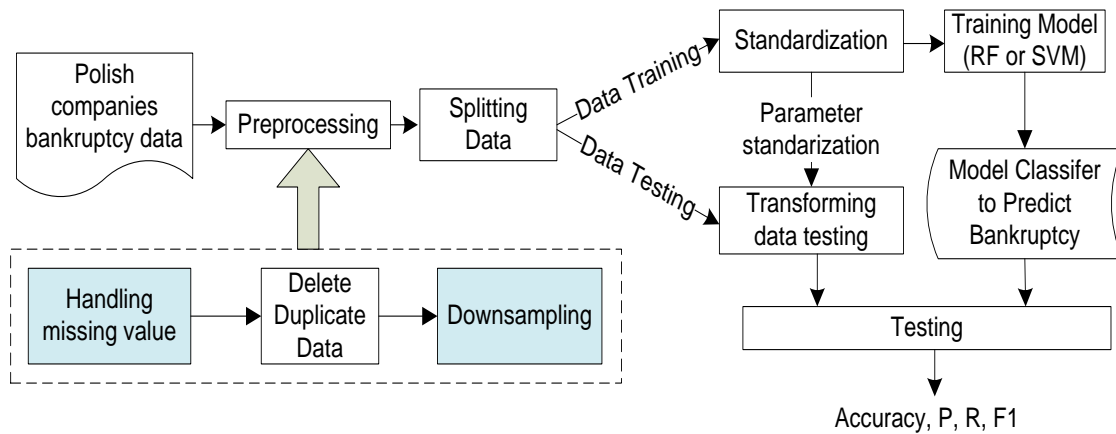 Polish
companies
bankruptcy data
Preprocessing
Splitting
Data
Data Training
Data Testing
Standardization
Training Model
(RF or SVM)
Parameter
standarization
Transforming
data testing
Model Classifer
to Predict
Bankruptcy
Handling
missing value
Delete
Duplicate
Data
Downsampling
Testing
Accuracy, P, R, F1